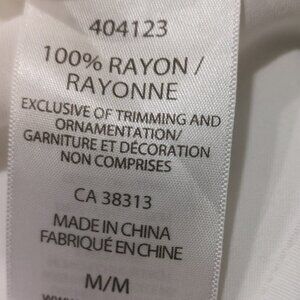 404123
100% RAYON /
RAYONNE
EXCLUSIVE OF TRIMMING AND
ORNAMENTATION/
GARNITURE ET DÉCORATION
NON COMPRISES
CA 38313
MADE IN CHINA
FABRIQUÉ EN CHINE
M/M